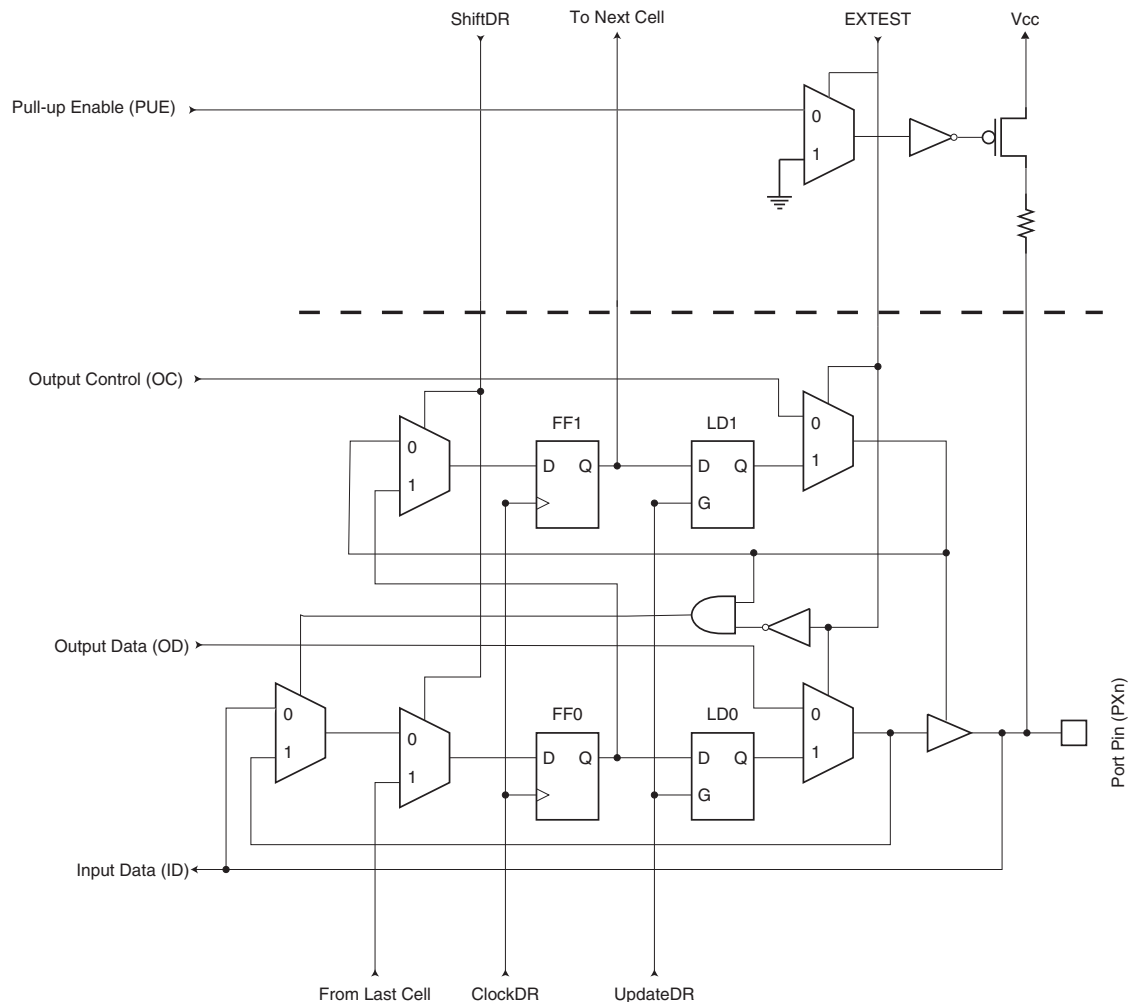 ShiftDR
To Next Cell
EXTEST
Vcc
Pull-up Enable (PUE)
0
1
Output Control (OC)
FF1
LD1
0
1
0
1
D
Q
D
Q
G
Output Data (OD)
FF0
LD0
0
1
0
1
0
1
D
Q
D
Q
G
Port Pin (PXn)
Input Data (ID)
From Last Cell
ClockDR
UpdateDR